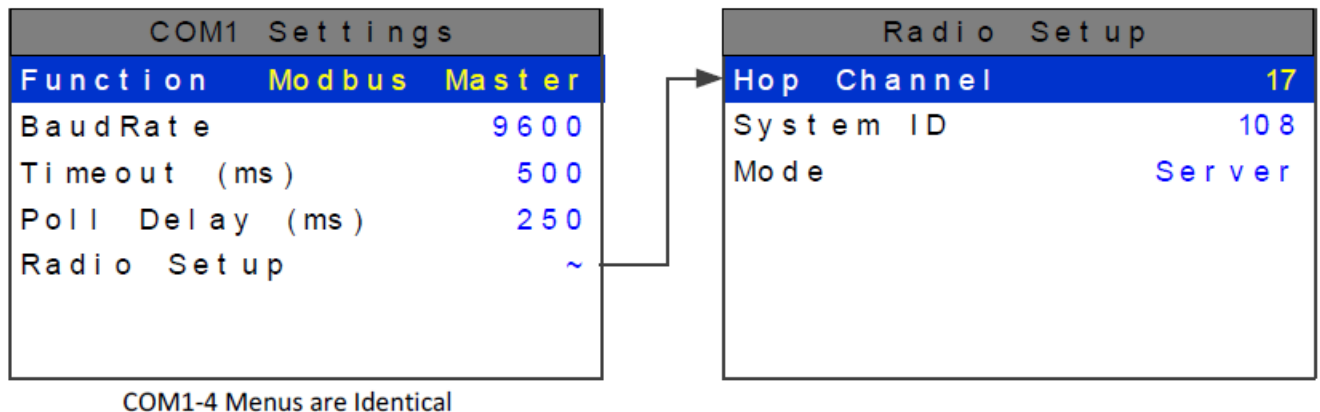 COM1 Settings
Function Modbus Master
BaudRate 9600
Timeout (ms) 500
Poll Delay (ms) 250
Radio Setup ~
COM1-4 Menus are Identical
Radio Setup
Hop Channel 17
System ID 108
Mode Server